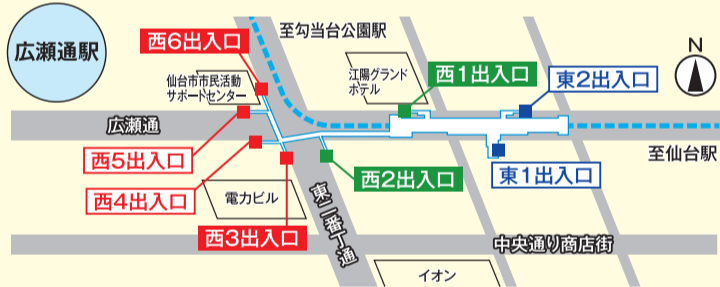 広瀬通駅
至勾当台公園駅
N
西6出入口
仙台市市民活動
サポートセンター
江陽グランド
ホテル
西1出入口
東2出入口
広瀬通
至仙台駅
西5出入口
西4出入口
西2出入口
東1出入口
電力ビル
西3出入口
東二番丁通
中央通り商店街
イオン